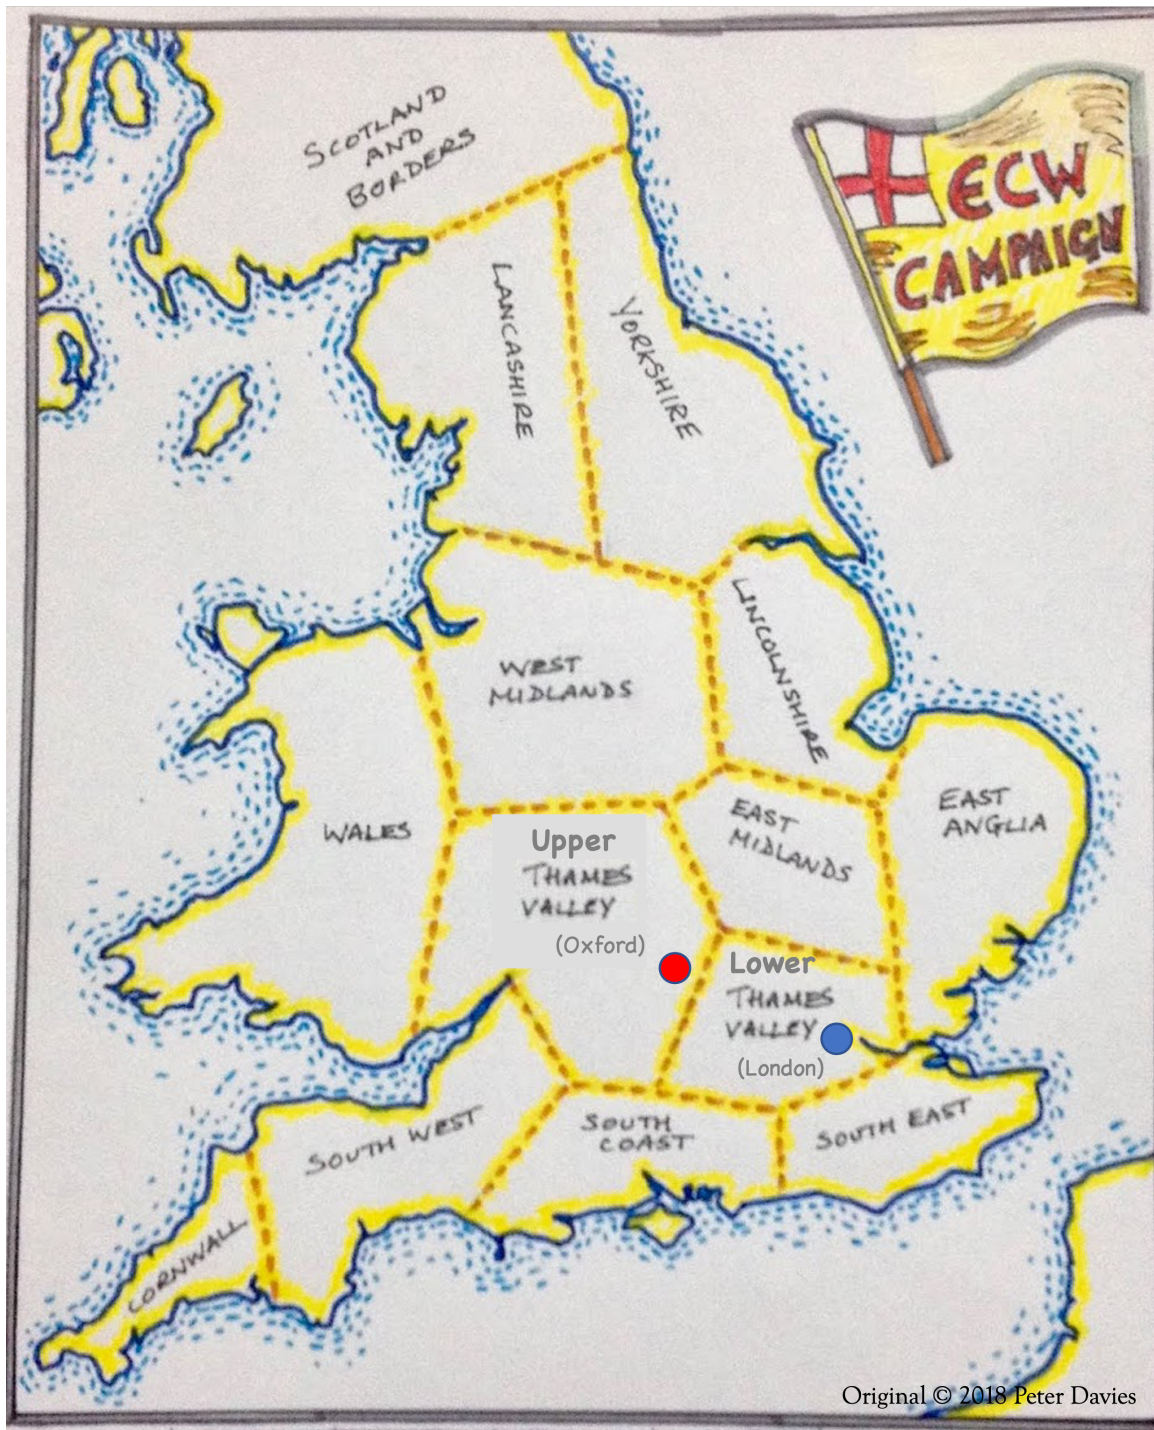 SCOTLAND
AND
BORDERS
ECW
CAMPAIGN
LANCASHIRE
YORKSHIRE
WEST
MIDLANDS
LINCOLNSHIRE
WALES
Upper
THAMES
VALLEY
(Oxford)
EAST
MIDLANDS
EAST
ANGLIA
Lower
THAMES
VALLEY
(London)
SOUTH WEST
SOUTH
COAST
SOUTH EAST
CORNWALL
Original © 2018 Peter Davies